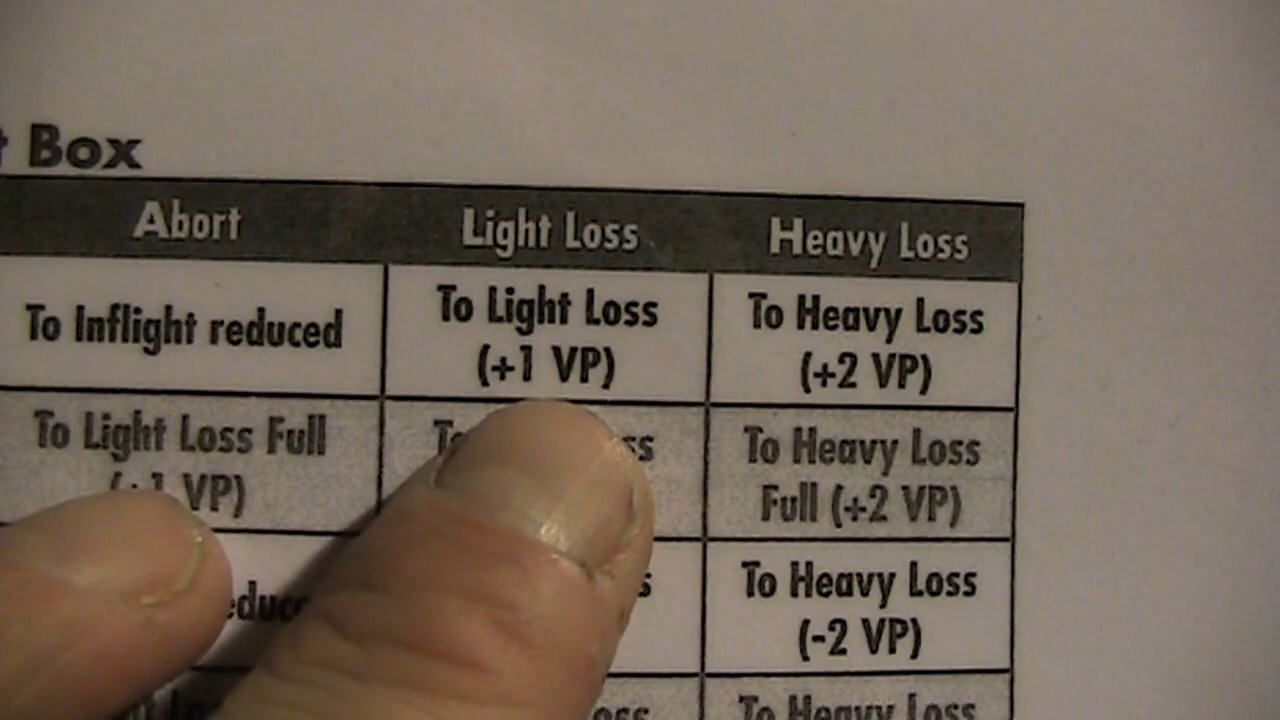 Box
Abort Light Loss Heavy Loss
To Inflight reduced
To Light Loss
(+1 VP)
To Heavy Loss
(+2 VP)
To Light Loss Full
VP)
To Heavy Loss
Full (+2 VP)
To Heavy Loss
(-2 VP)
To Heavy Loss